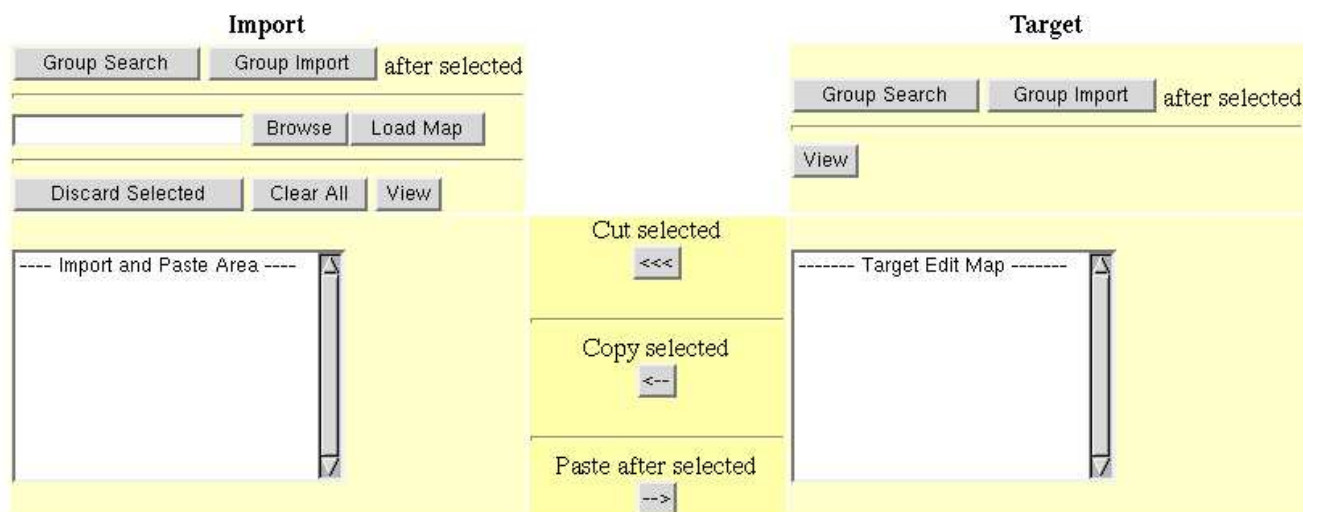 Import
Group Search Group Import after selected
Browse Load Map
Discard Selected Clear All View
---- Import and Paste Area ----
Cut selected
<<<
Copy selected
<--
Paste after selected
-->
Target
Group Search Group Import after selected
View
------- Target Edit Map -------